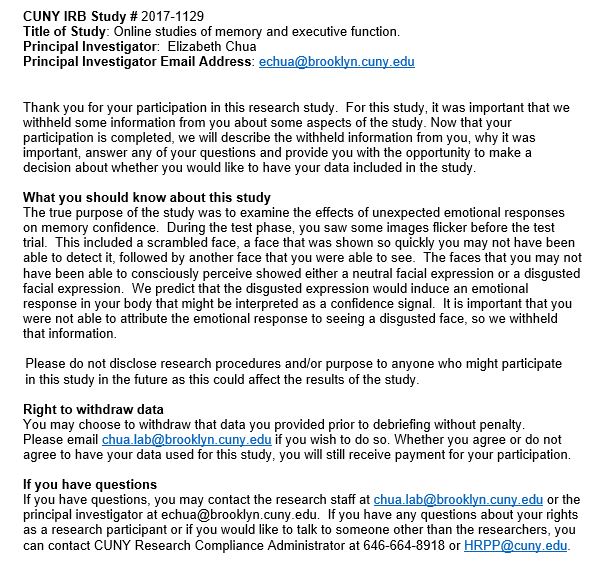 CUNY IRB Study # 2017-1129
Title of Study: Online studies of memory and executive function.
Principal Investigator: Elizabeth Chua
Principal Investigator Email Address: echua@brooklyn.cuny.edu
Thank you for your participation in this research study. For this study, it was important that we
withheld some information from you about some aspects of the study. Now that your
participation is completed, we will describe the withheld information from you, why it was
important, answer any of your questions and provide you with the opportunity to make a
decision about whether you would like to have your data included in the study.
What you should know about this study
The true purpose of the study was to examine the effects of unexpected emotional responses
on memory confidence. During the test phase, you saw some images flicker before the test
trial. This included a scrambled face, a face that was shown so quickly you may not have been
able to detect it, followed by another face that you were able to see. The faces that you may not
have been able to consciously perceive showed either a neutral facial expression or a disgusted
facial expression. We predict that the disgusted expression would induce an emotional
response in your body that might be interpreted as a confidence signal. It is important that you
were not able to attribute the emotional response to seeing a disgusted face, so we withheld
that information.
Please do not disclose research procedures and/or purpose to anyone who might participate
in this study in the future as this could affect the results of the study.
Right to withdraw data
You may choose to withdraw that data you provided prior to debriefing without penalty.
Please email chua.lab@brooklyn.cuny.edu if you wish to do so. Whether you agree or do not
agree to have your data used for this study, you will still receive payment for your participation.
If you have questions
If you have questions, you may contact the research staff at chua.lab@brooklyn.cuny.edu or the
principal investigator at echua@brooklyn.cuny.edu. If you have any questions about your rights
as a research participant or if you would like to talk to someone other than the researchers, you
can contact CUNY Research Compliance Administrator at 646-664-8918 or HRPP@cuny.edu.